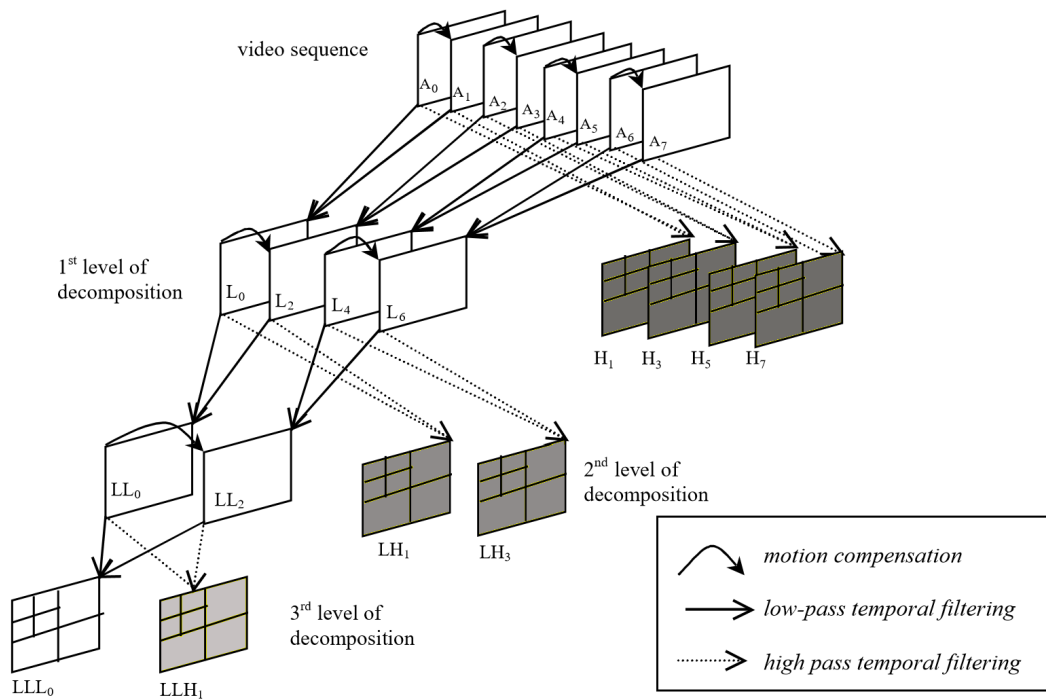 video sequence
A₀
A₁
A₂
A₃
A₄
A₅
A₆
A₇
1st level of
decomposition
L₀
L₂
L₄
L₆
H₁ H₃ H₅ H₇
LL₀
LL₂
2nd level of
decomposition
LH₁
LH₃
3rd level of
decomposition
LLL₀
LLH₁
motion compensation
low-pass temporal filtering
high pass temporal filtering